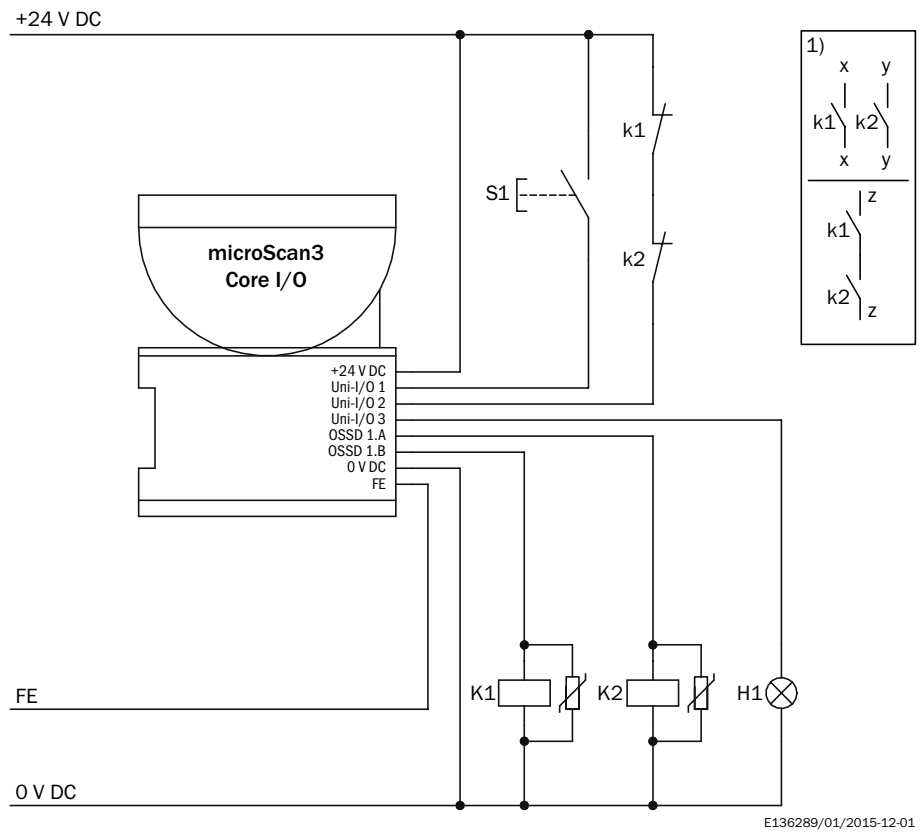 +24 V DC
1)
x y
k1 k2
x y
z
k1
k2
z
k1
S1
k2
microScan3
Core I/O
+24 V DC
Uni-I/O 1
Uni-I/O 2
Uni-I/O 3
OSSD 1.A
OSSD 1.B
0 V DC
FE
FE
K1
K2
H1
0 V DC
E136289/01/2015-12-01